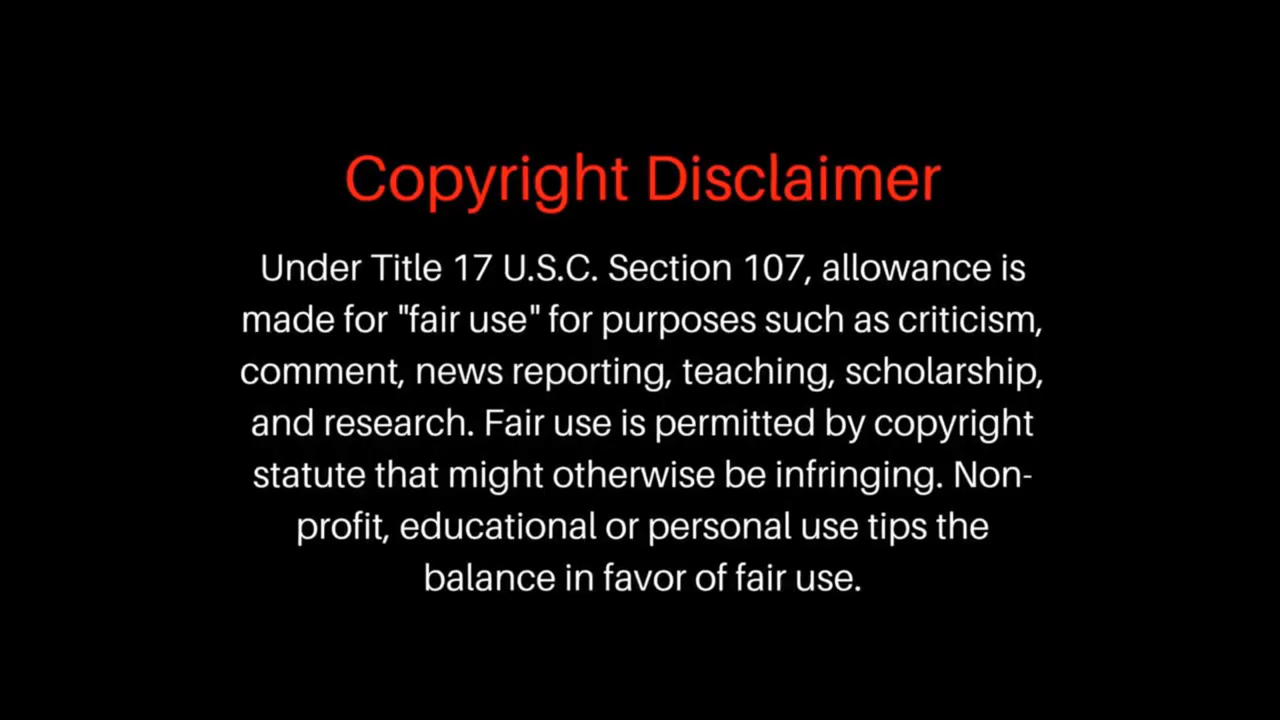 Copyright Disclaimer
Under Title 17 U.S.C. Section 107, allowance is
made for "fair use" for purposes such as criticism,
comment, news reporting, teaching, scholarship,
and research. Fair use is permitted by copyright
statute that might otherwise be infringing. Non-
profit, educational or personal use tips the
balance in favor of fair use.